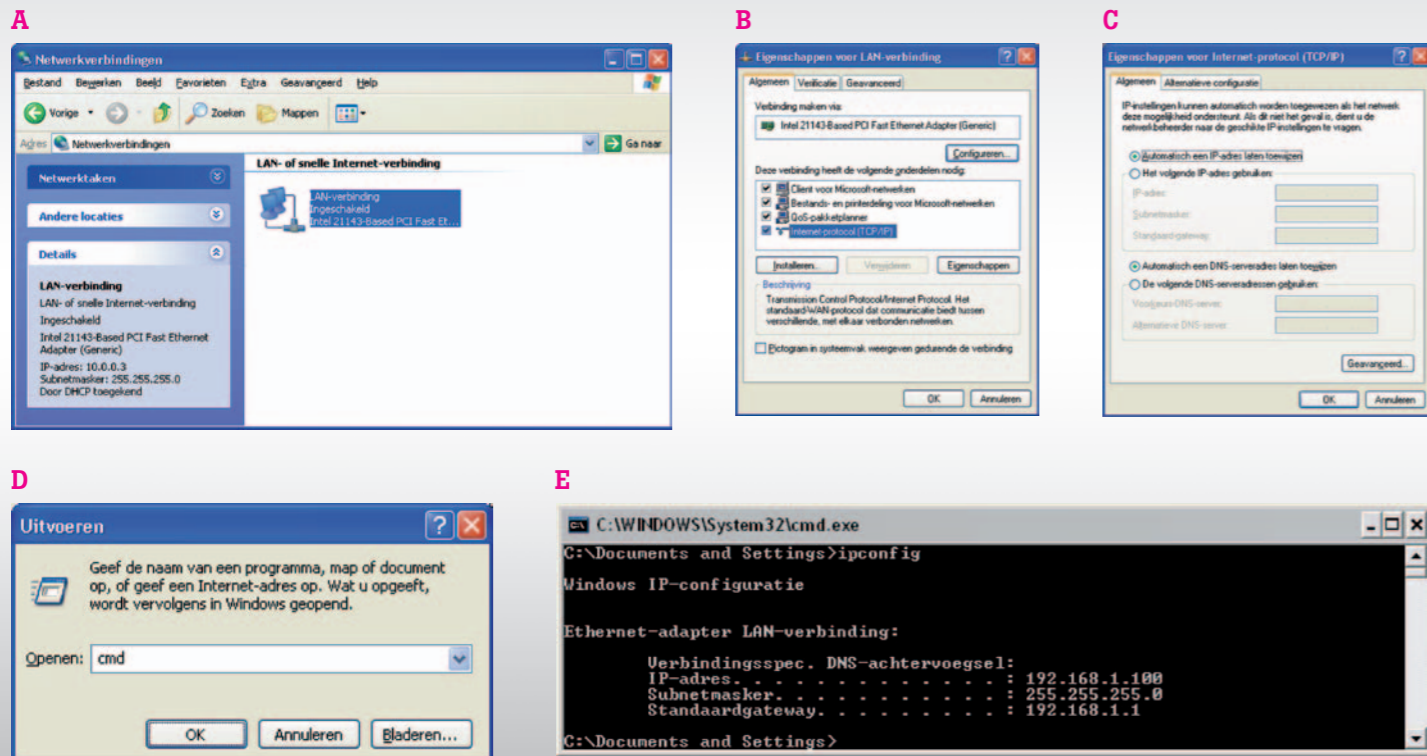 A
Netwerkverbindingen
Bestand Bewerken Beeld Favorieten Extra Geavanceerd Help
Vorige Zoeken Mappen
Adres Netwerkverbindingen Ga naar
Netwerktaken
Andere locaties
Details
LAN-verbinding
LAN- of snelle Internet-verbinding
Ingeschakeld
Intel 21143-Based PCI Fast Ethernet
Adapter (Generic)
IP-adres: 10.0.0.3
Subnetmasker: 255.255.255.0
Door DHCP toegekend
LAN- of snelle Internet-verbinding
LAN-verbinding
Ingeschakeld
Intel 21143-Based PCI Fast Et...
B
Eigenschappen voor LAN-verbinding
Algemeen Verificatie Geavanceerd
Verbinding maken via:
Intel 21143-Based PCI Fast Ethernet Adapter (Generic)
Configureren...
Deze verbinding heeft de volgende onderdelen nodig:
Client voor Microsoft-netwerken
Bestands- en printerdeling voor Microsoft-netwerken
QoS-pakketplanner
Internet-protocol (TCP/IP)
Installeren... Verwijderen Eigenschappen
Beschrijving
Transmission Control Protocol/Internet Protocol. Het
standaard-WAN-protocol dat communicatie biedt tussen
verschillende, met elkaar verbonden netwerken.
Pictogram in systeemvak weergeven gedurende de verbinding
OK Annuleren
C
Eigenschappen voor Internet-protocol (TCP/IP)
Algemeen Alternatieve configuratie
IP-instellingen kunnen automatisch worden toegewezen als het netwerk
deze mogelijkheid ondersteunt. Als dit niet het geval is, dient u de
netwerkbeheerder naar de geschikte IP-instellingen te vragen.
Automatisch een IP-adres laten toewijzen
Het volgende IP-adres gebruiken:
IP-adres:
Subnetmasker:
Standaard-gateway:
Automatisch een DNS-serveradres laten toewijzen
De volgende DNS-serveradressen gebruiken:
Voorkeurs-DNS-server:
Alternatieve DNS-server:
Geavanceerd...
OK Annuleren
D
Uitvoeren
Geef de naam van een programma, map of document
op, of geef een Internet-adres op. Wat u opgeeft,
wordt vervolgens in Windows geopend.
Openen: cmd
OK Annuleren Bladeren...
E
C:\WINDOWS\System32\cmd.exe
C:\Documents and Settings>ipconfig
Windows IP-configuratie
Ethernet-adapter LAN-verbinding:
Verbindingsspec. DNS-achtervoegsel:
IP-adres. . . . . . . . . . . . . : 192.168.1.100
Subnetmasker. . . . . . . . . . . : 255.255.255.0
Standaardgateway. . . . . . . . . : 192.168.1.1
C:\Documents and Settings>